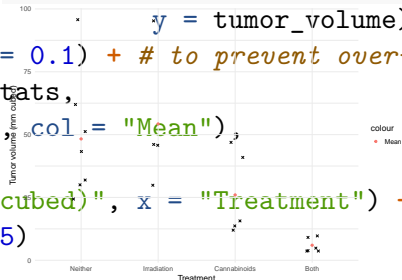 y = tumor_volume)
= 0.1) + # to prevent over
tats,
, col = "Mean"),
cubed)", x = "Treatment") +
5)
100
75
50
25
0
Tumor volume (mm cubed)
Neither
Irradiation
Cannabinoids
Both
Treatment
colour
Mean